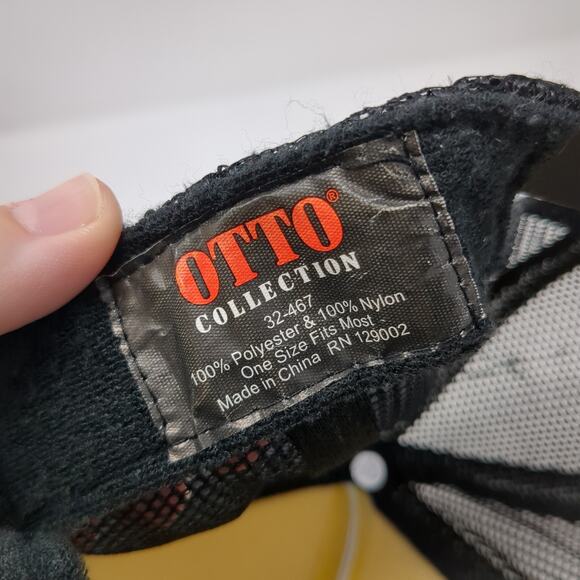 OTTO®
COLLECTION
32-467
100% Polyester & 100% Nylon
One Size Fits Most
Made in China RN 129002